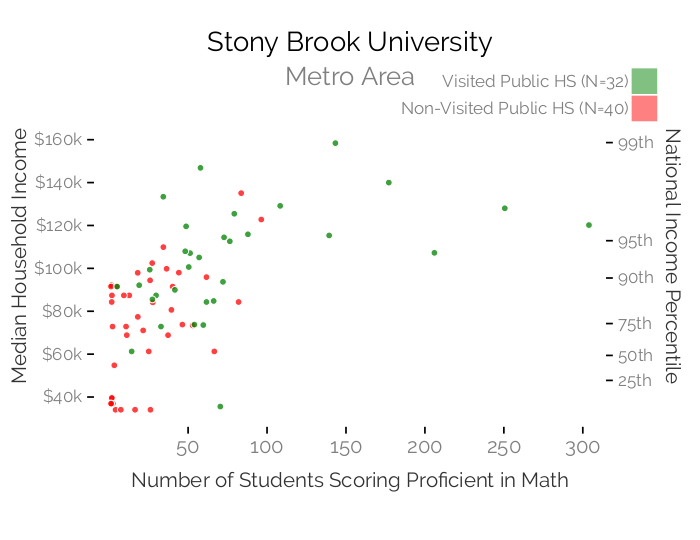 Stony Brook University
Metro Area
Visited Public HS (N=32)
Non-Visited Public HS (N=40)
Median Household Income
$160k
$140k
$120k
$100k
$80k
$60k
$40k
99th
95th
90th
75th
50th
25th
National Income Percentile
50 100 150 200 250 300
Number of Students Scoring Proficient in Math